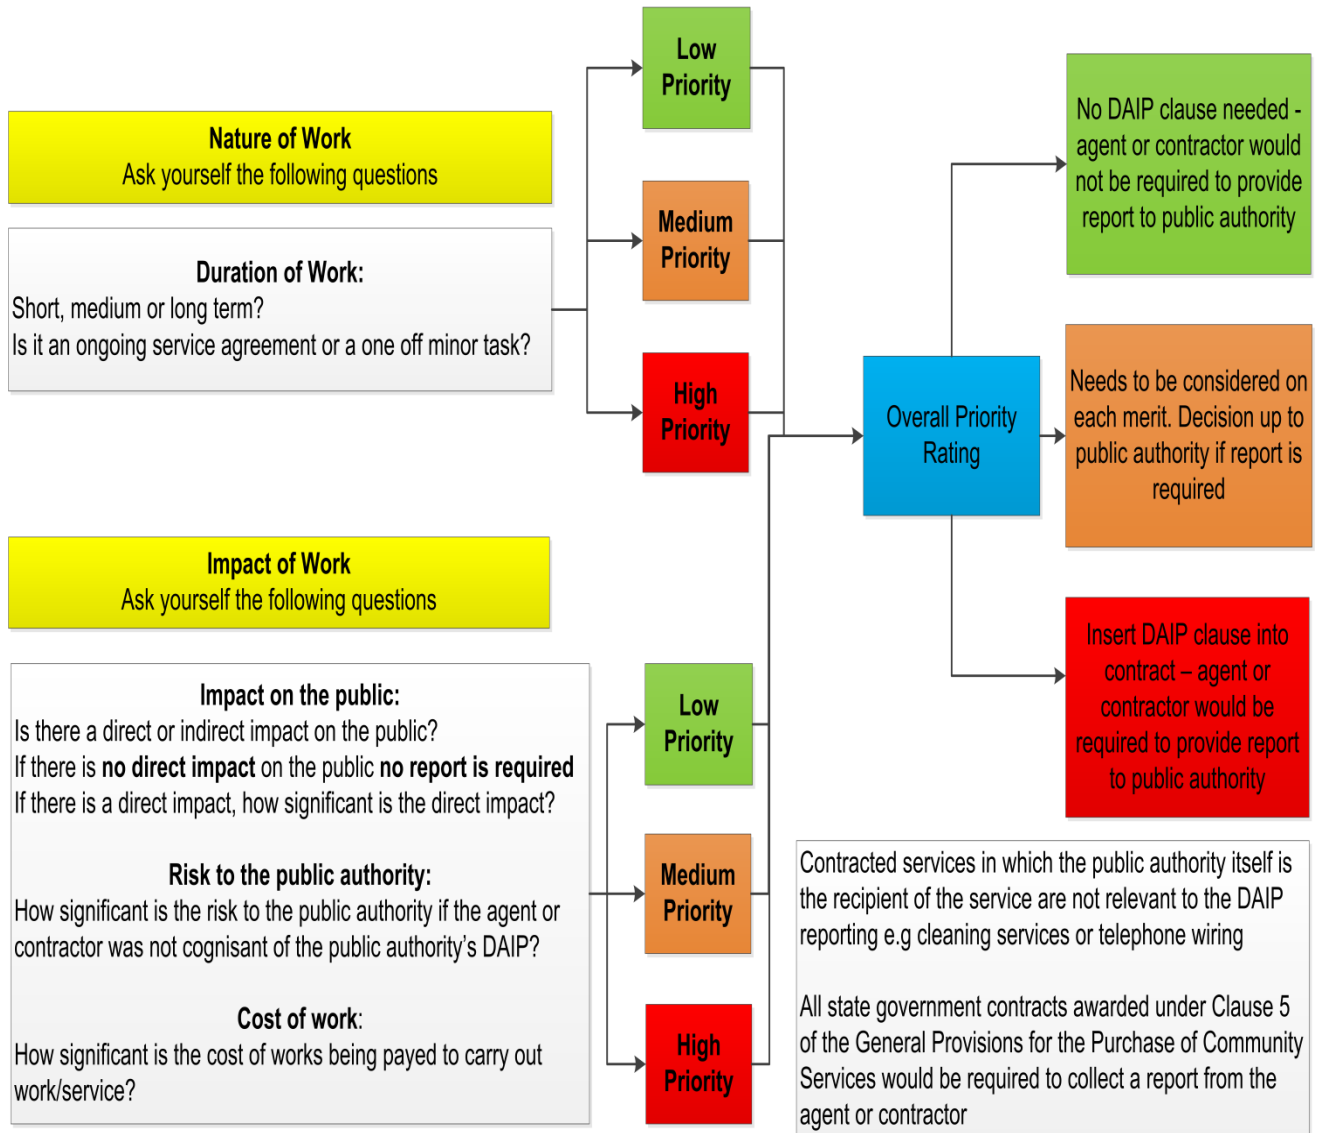 Nature of Work
Ask yourself the following questions
Duration of Work:
Short, medium or long term?
Is it an ongoing service agreement or a one off minor task?
Low
Priority
Medium
Priority
High
Priority
Impact of Work
Ask yourself the following questions
Impact on the public:
Is there a direct or indirect impact on the public?
If there is no direct impact on the public no report is required
If there is a direct impact, how significant is the direct impact?
Risk to the public authority:
How significant is the risk to the public authority if the agent or
contractor was not cognisant of the public authority’s DAIP?
Cost of work:
How significant is the cost of works being payed to carry out
work/service?
Low
Priority
Medium
Priority
High
Priority
Overall Priority
Rating
No DAIP clause needed -
agent or contractor would
not be required to provide
report to public authority
Needs to be considered on
each merit. Decision up to
public authority if report is
required
Insert DAIP clause into
contract – agent or
contractor would be
required to provide report
to public authority
Contracted services in which the public authority itself is
the recipient of the service are not relevant to the DAIP
reporting e.g cleaning services or telephone wiring
All state government contracts awarded under Clause 5
of the General Provisions for the Purchase of Community
Services would be required to collect a report from the
agent or contractor